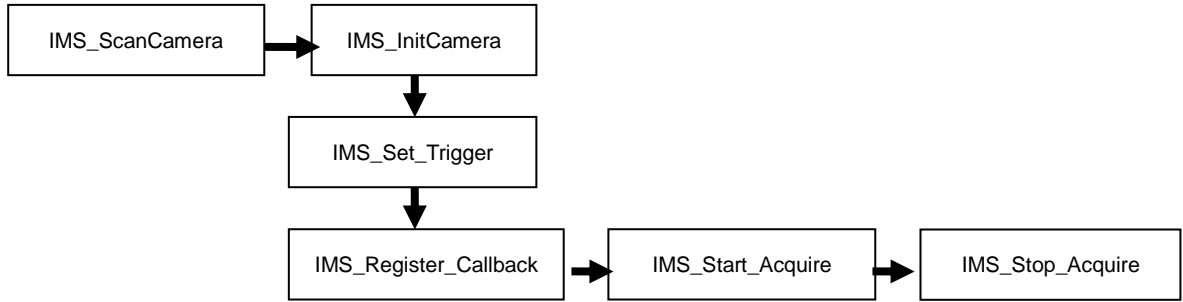 IMS_ScanCamera
IMS_InitCamera
IMS_Set_Trigger
IMS_Register_Callback
IMS_Start_Acquire
IMS_Stop_Acquire